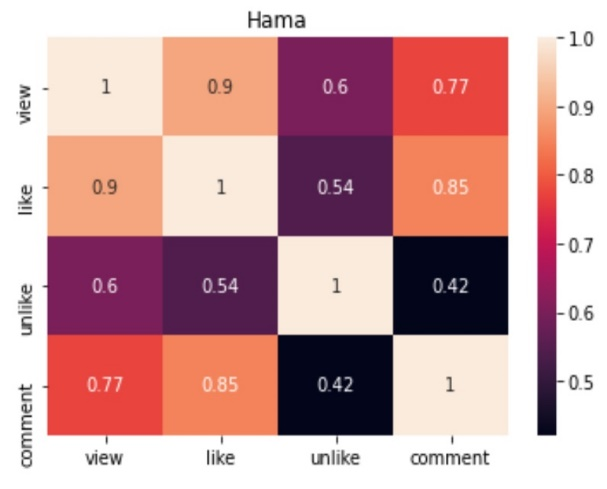 Hama
view 1 0.9 0.6 0.77
like 0.9 1 0.54 0.85
unlike 0.6 0.54 1 0.42
comment 0.77 0.85 0.42 1
view like unlike comment
1.0
0.9
0.8
0.7
0.6
0.5